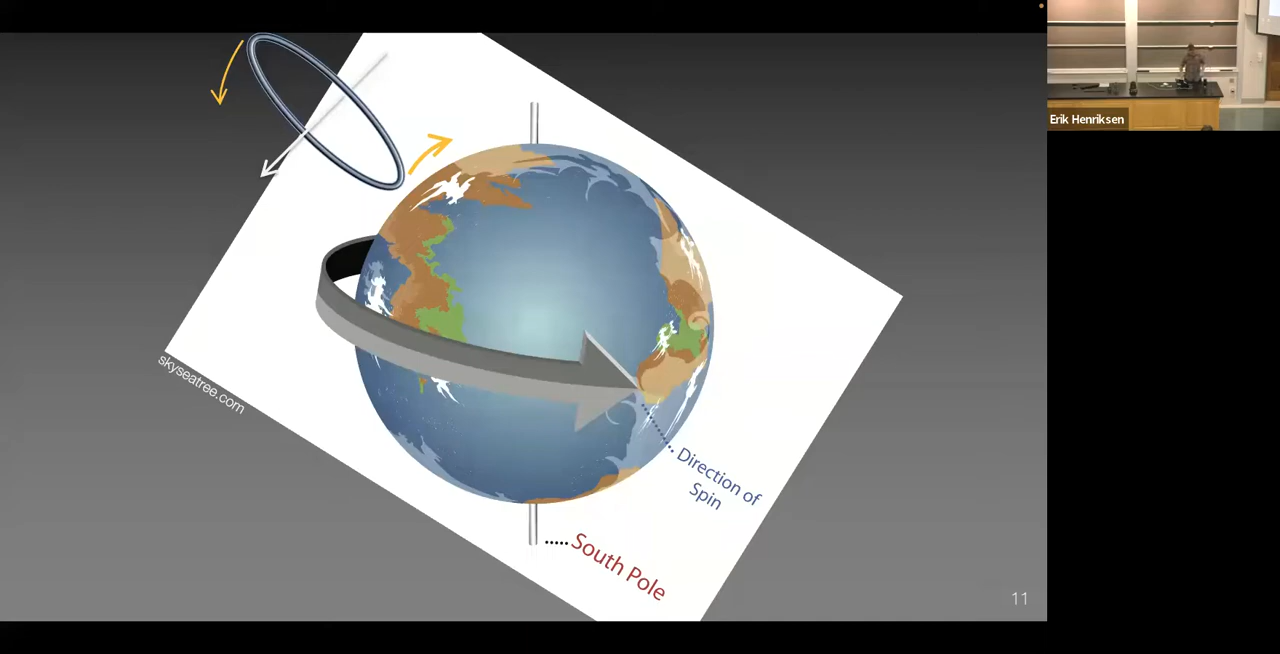 Erik Henriksen
skyseatree.com
Direction of
Spin
South Pole
11